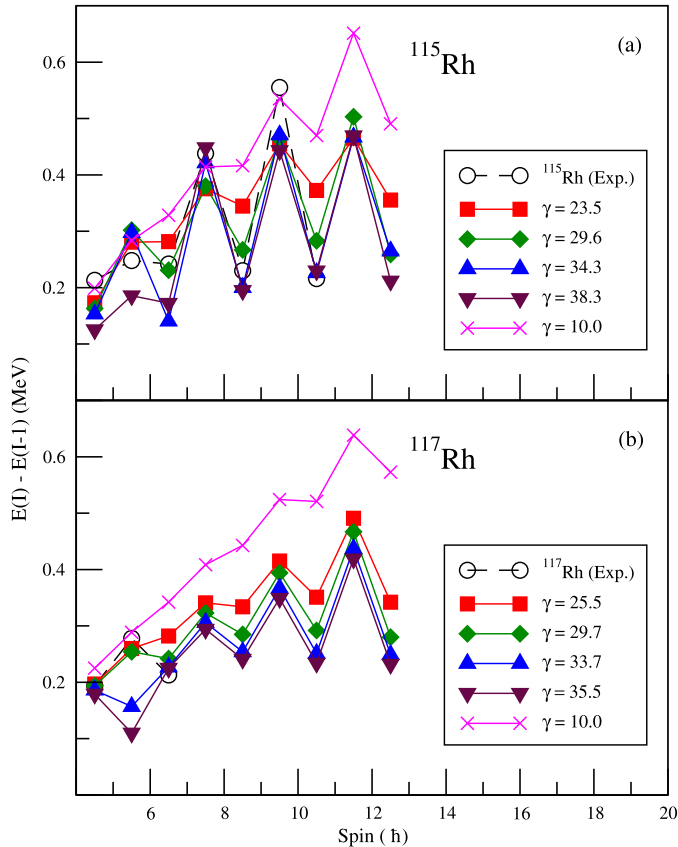 0.6
0.4
0.2
¹¹⁵Rh
(a)
¹¹⁵Rh (Exp.)
γ = 23.5
γ = 29.6
γ = 34.3
γ = 38.3
γ = 10.0
E(I) - E(I-1) (MeV)
0.6
0.4
0.2
¹¹⁷Rh
(b)
¹¹⁷Rh (Exp.)
γ = 25.5
γ = 29.7
γ = 33.7
γ = 35.5
γ = 10.0
6 8 10 12 14 16 18 20
Spin ( ħ)